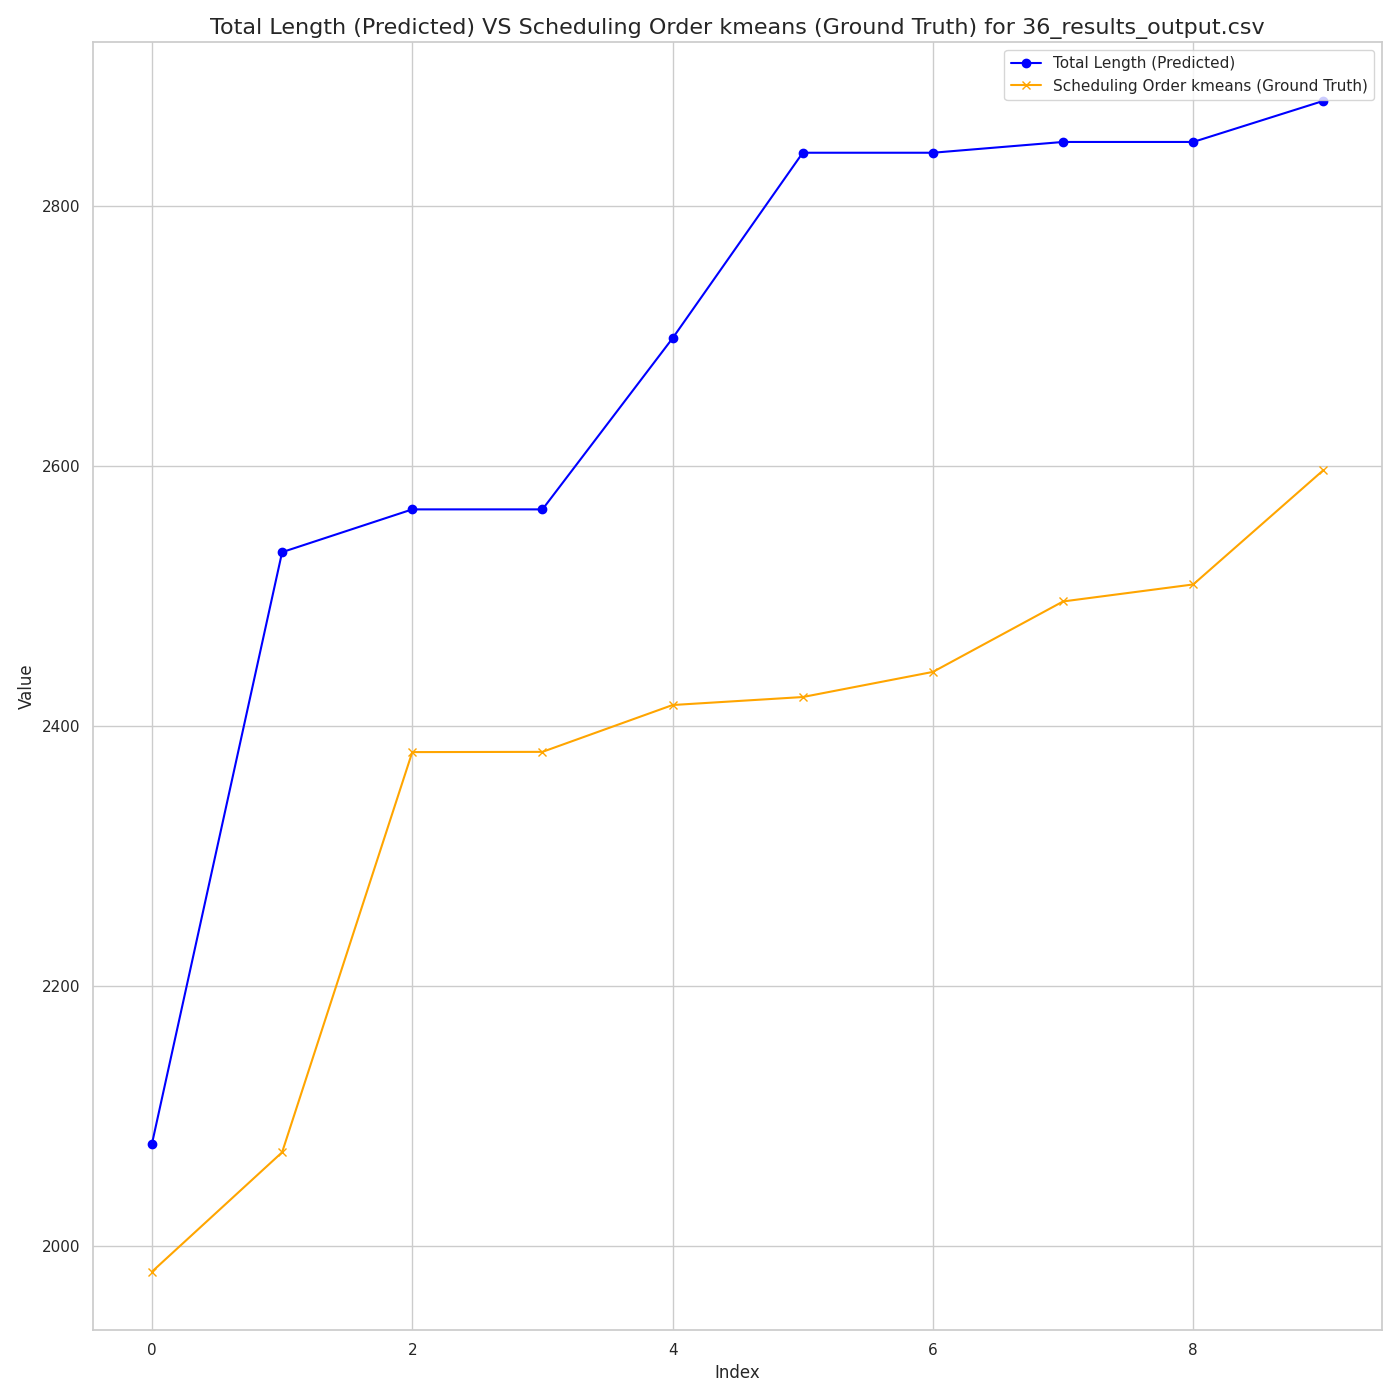 Total Length (Predicted) VS Scheduling Order kmeans (Ground Truth) for 36_results_output.csv
Total Length (Predicted)
Scheduling Order kmeans (Ground Truth)
2800
2600
2400
2200
2000
Value
0 2 4 6 8
Index